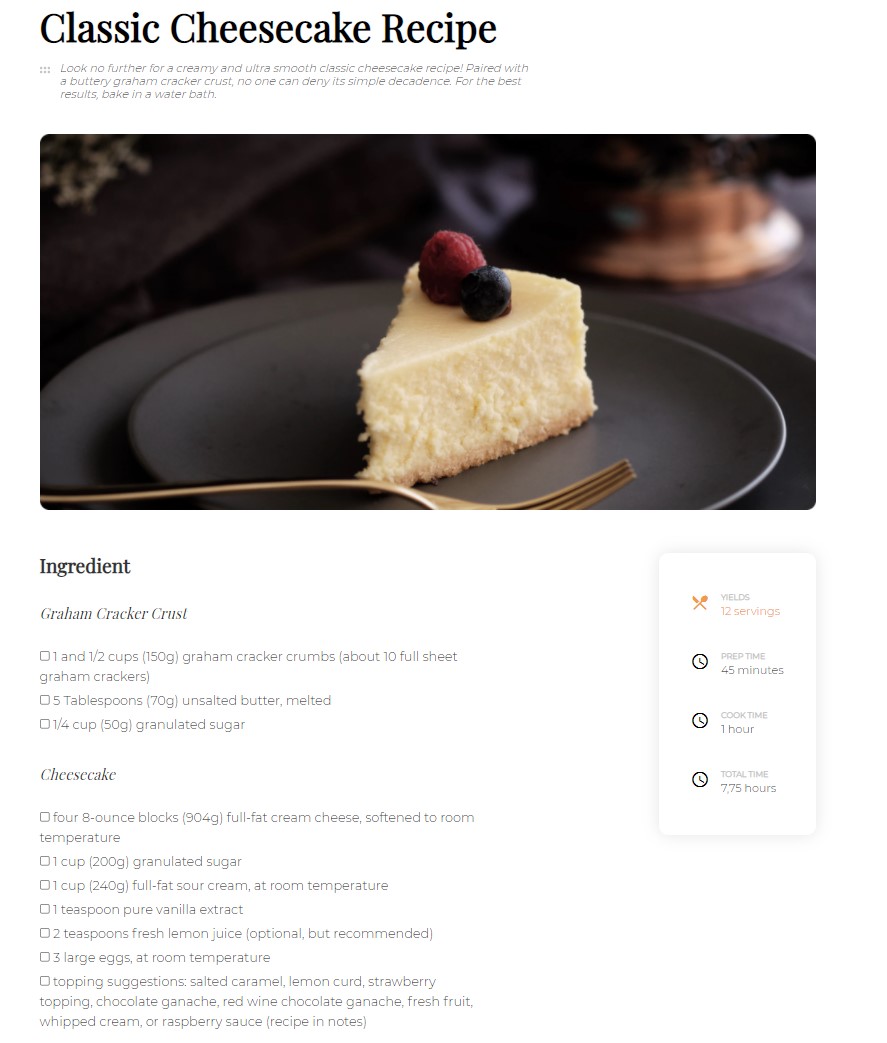 Classic Cheesecake Recipe
Look no further for a creamy and ultra smooth classic cheesecake recipe! Paired with
a buttery graham cracker crust, no one can deny its simple decadence. For the best
results, bake in a water bath.
Ingredient
Graham Cracker Crust
1 and 1/2 cups (150g) graham cracker crumbs (about 10 full sheet
graham crackers)
5 Tablespoons (70g) unsalted butter, melted
1/4 cup (50g) granulated sugar
Cheesecake
four 8-ounce blocks (904g) full-fat cream cheese, softened to room
temperature
1 cup (200g) granulated sugar
1 cup (240g) full-fat sour cream, at room temperature
1 teaspoon pure vanilla extract
2 teaspoons fresh lemon juice (optional, but recommended)
3 large eggs, at room temperature
topping suggestions: salted caramel, lemon curd, strawberry
topping, chocolate ganache, red wine chocolate ganache, fresh fruit,
whipped cream, or raspberry sauce (recipe in notes)
YIELDS
12 servings
PREP TIME
45 minutes
COOK TIME
1 hour
TOTAL TIME
7,75 hours